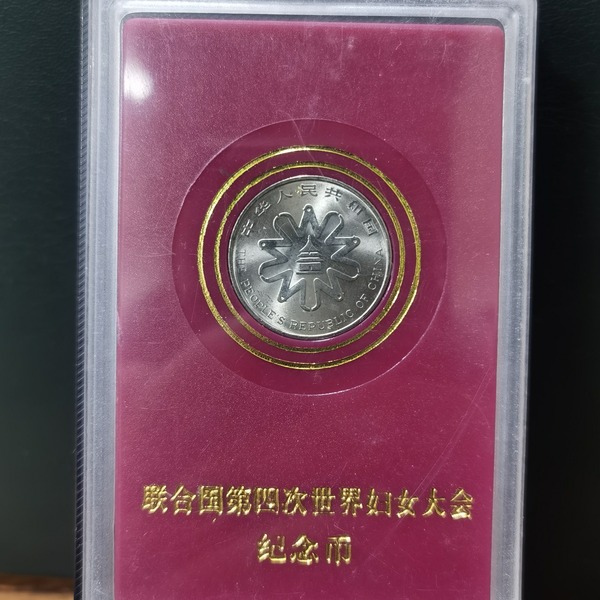 中华人民共和国
THE PEOPLE'S REPUBLIC OF CHINA
联合国第四次世界妇女大会
纪念币